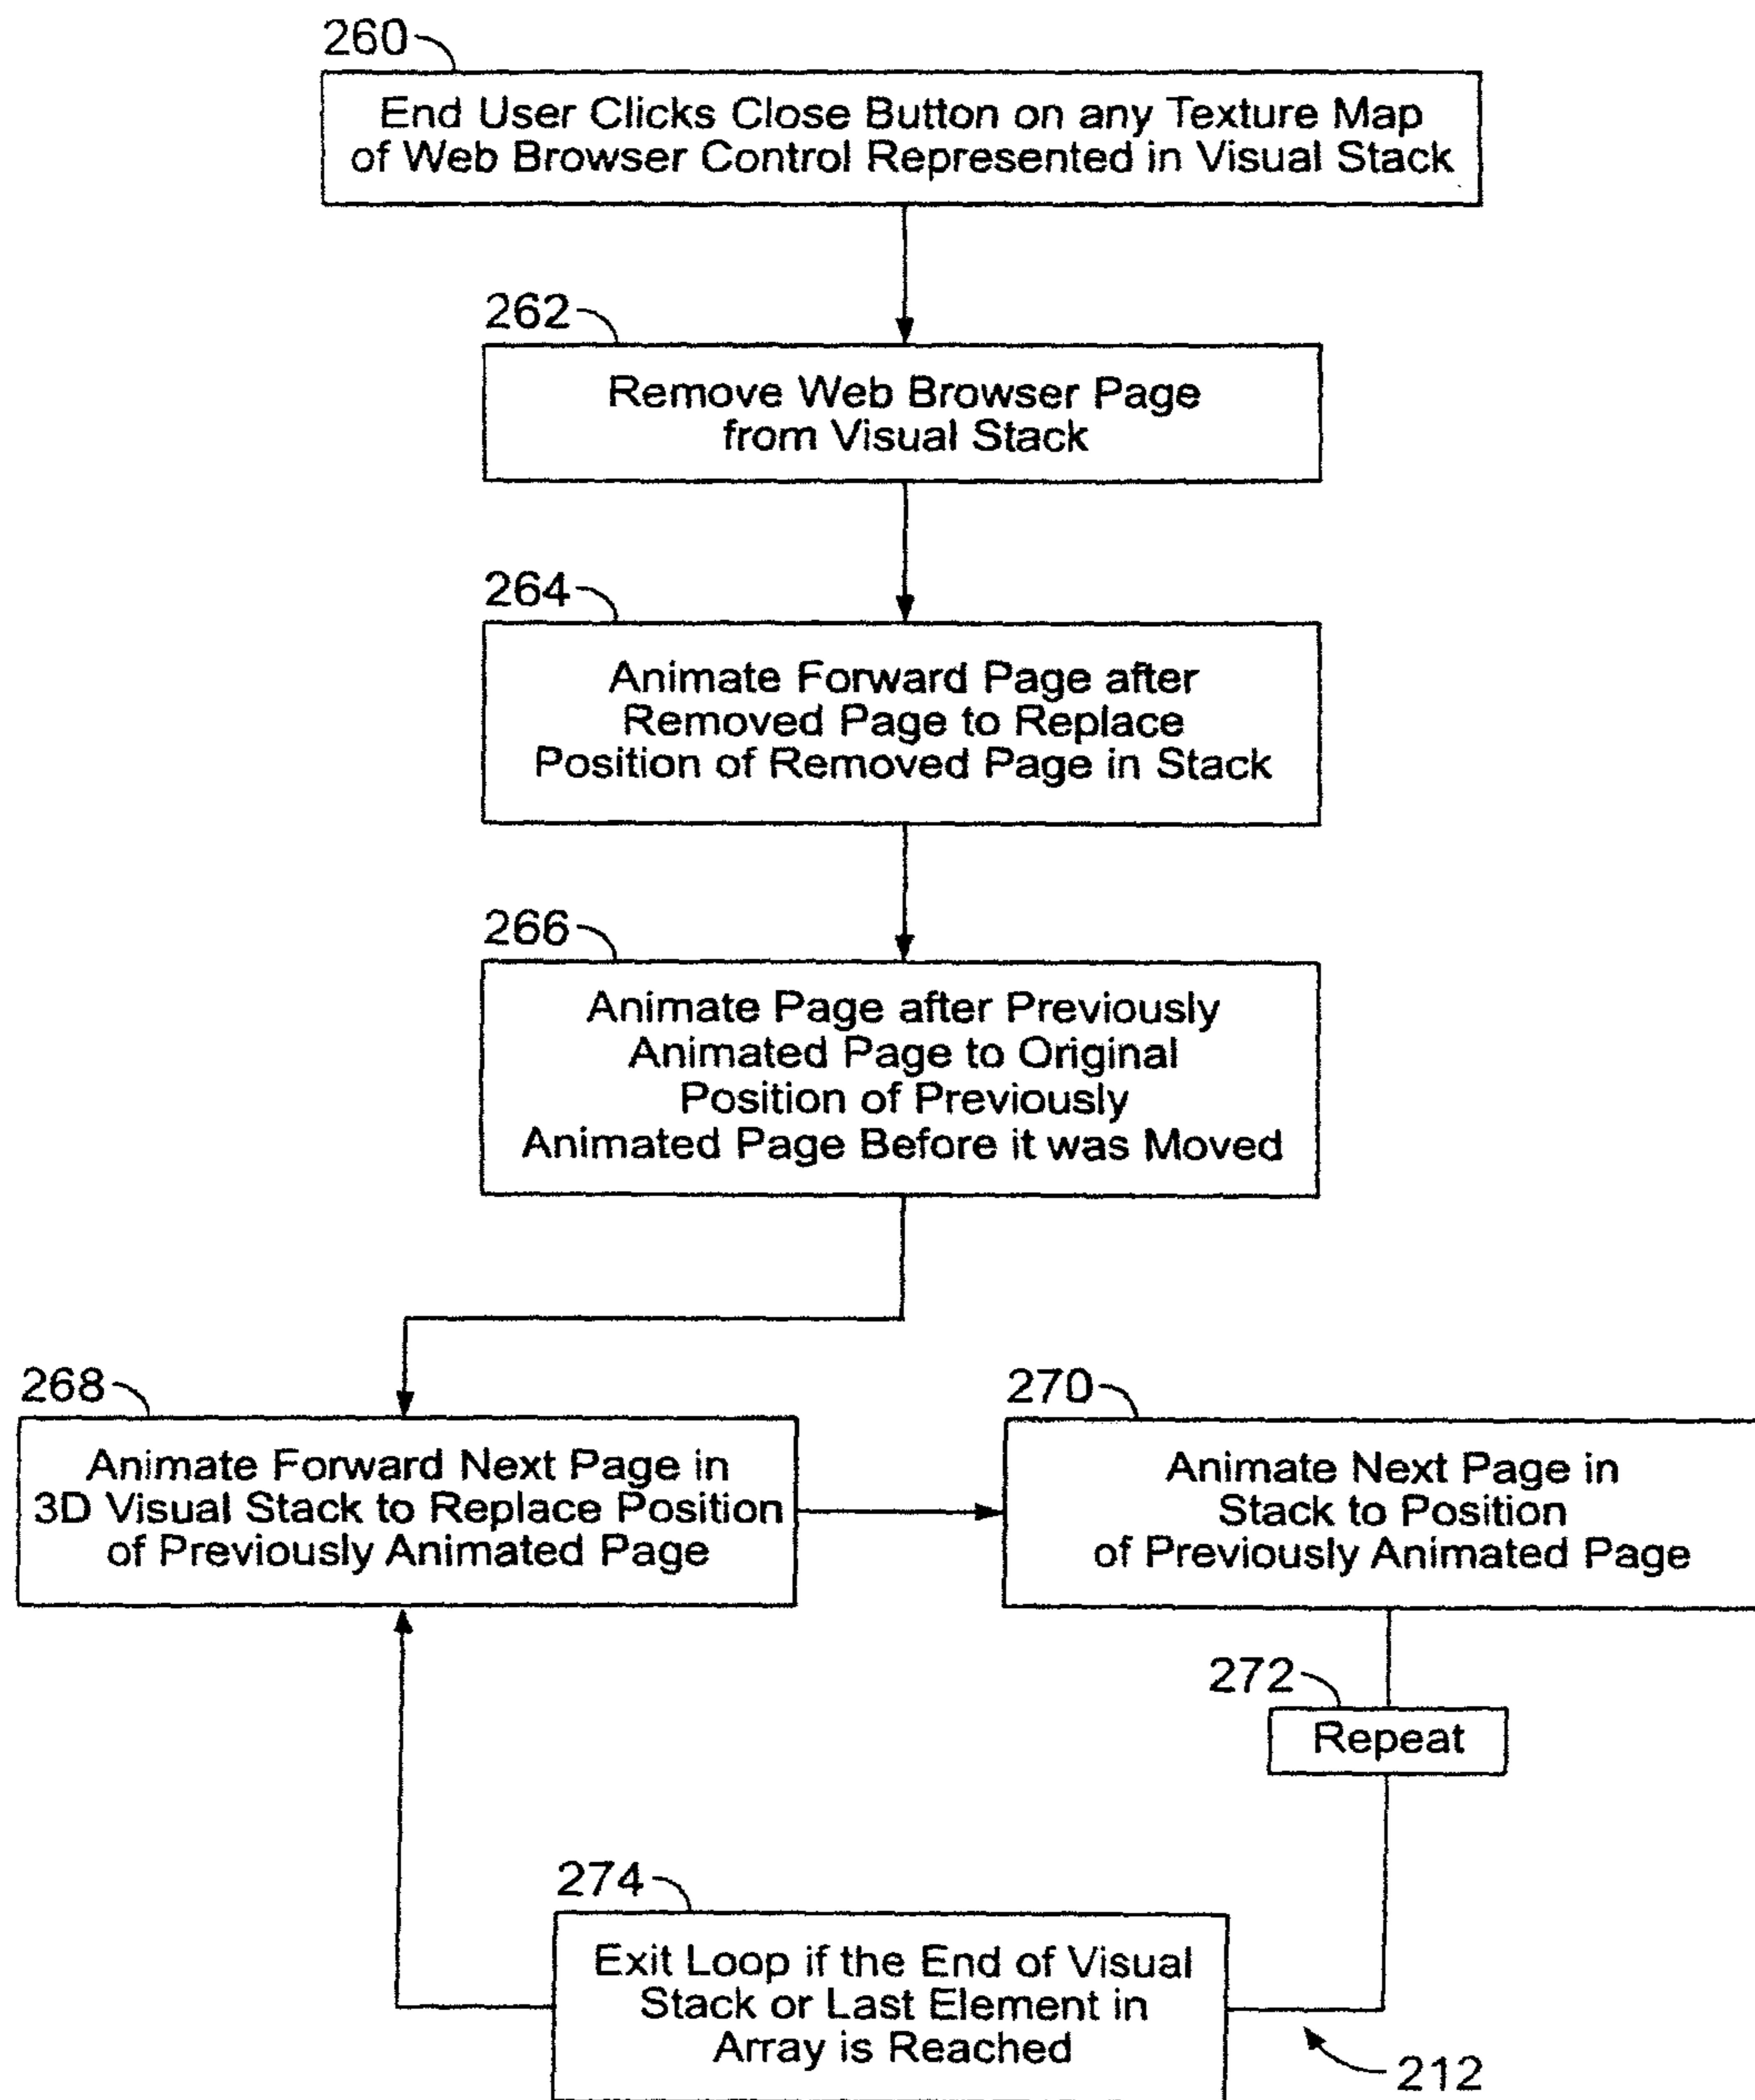 260
End User Clicks Close Button on any Texture Map
of Web Browser Control Represented in Visual Stack
262
Remove Web Browser Page
from Visual Stack
264
Animate Forward Page after
Removed Page to Replace
Position of Removed Page in Stack
266
Animate Page after Previously
Animated Page to Original
Position of Previously
Animated Page Before it was Moved
268
Animate Forward Next Page in
3D Visual Stack to Replace Position
of Previously Animated Page
270
Animate Next Page in
Stack to Position
of Previously Animated Page
272
Repeat
274
Exit Loop if the End of Visual
Stack or Last Element in
Array is Reached
212